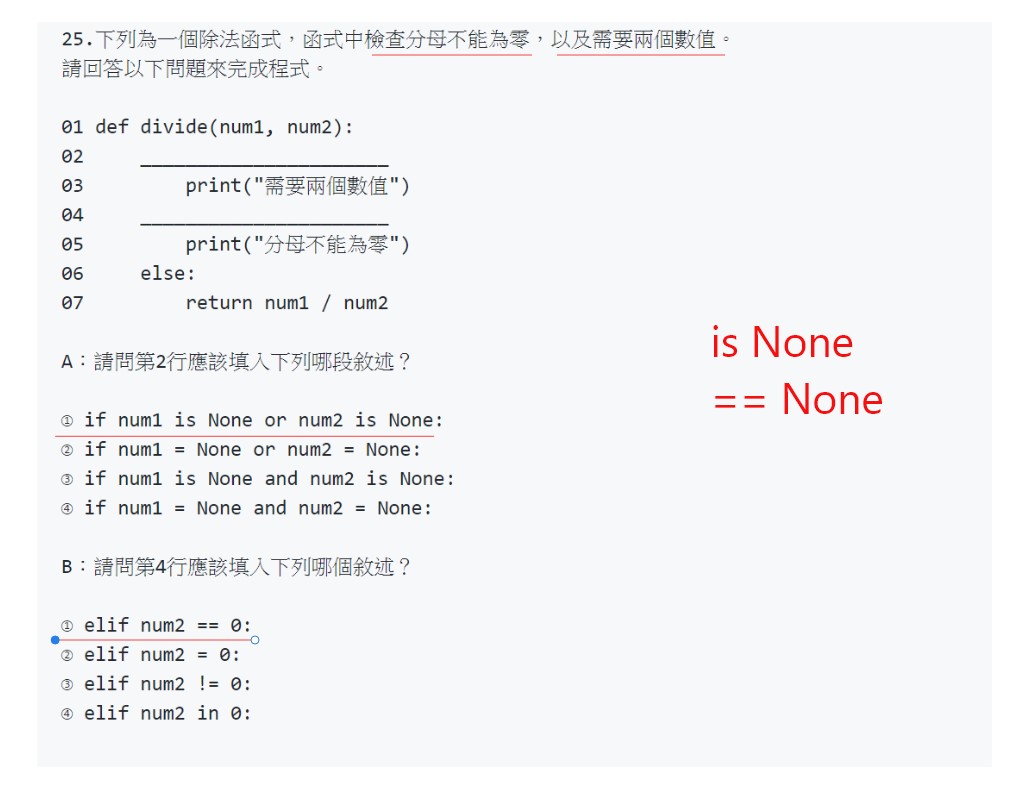 25.下列為一個除法函式，函式中檢查分母不能為零，以及需要兩個數值。
請回答以下問題來完成程式。
01 def divide(num1, num2):
02 ______________________
03 print("需要兩個數值")
04 ______________________
05 print("分母不能為零")
06 else:
07 return num1 / num2
is None
== None
A：請問第2行應該填入下列哪段敘述？
① if num1 is None or num2 is None:
② if num1 = None or num2 = None:
③ if num1 is None and num2 is None:
④ if num1 = None and num2 = None:
B：請問第4行應該填入下列哪個敘述？
① elif num2 == 0:
② elif num2 = 0:
③ elif num2 != 0:
④ elif num2 in 0: